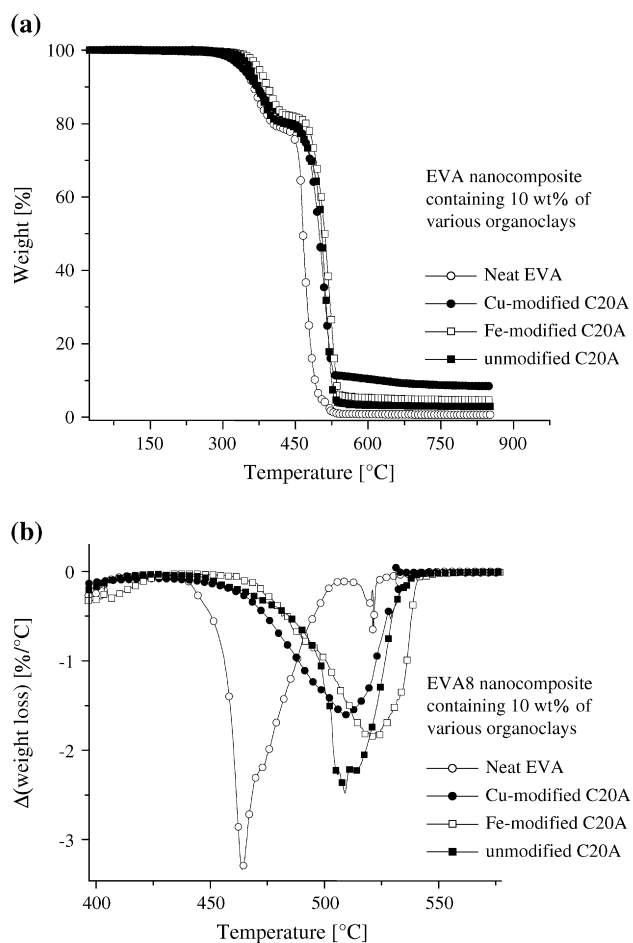 (a)
100
80
60
40
20
0
Weight [%]
150 300 450 600 750 900
Temperature [°C]
EVA nanocomposite
containing 10 wt% of
various organoclays
Neat EVA
Cu-modified C20A
Fe-modified C20A
unmodified C20A
(b)
0
-1
-2
-3
Δ(weight loss) [%/°C]
400 450 500 550
Temperature [°C]
EVA8 nanocomposite
containing 10 wt% of
various organoclays
Neat EVA
Cu-modified C20A
Fe-modified C20A
unmodified C20A